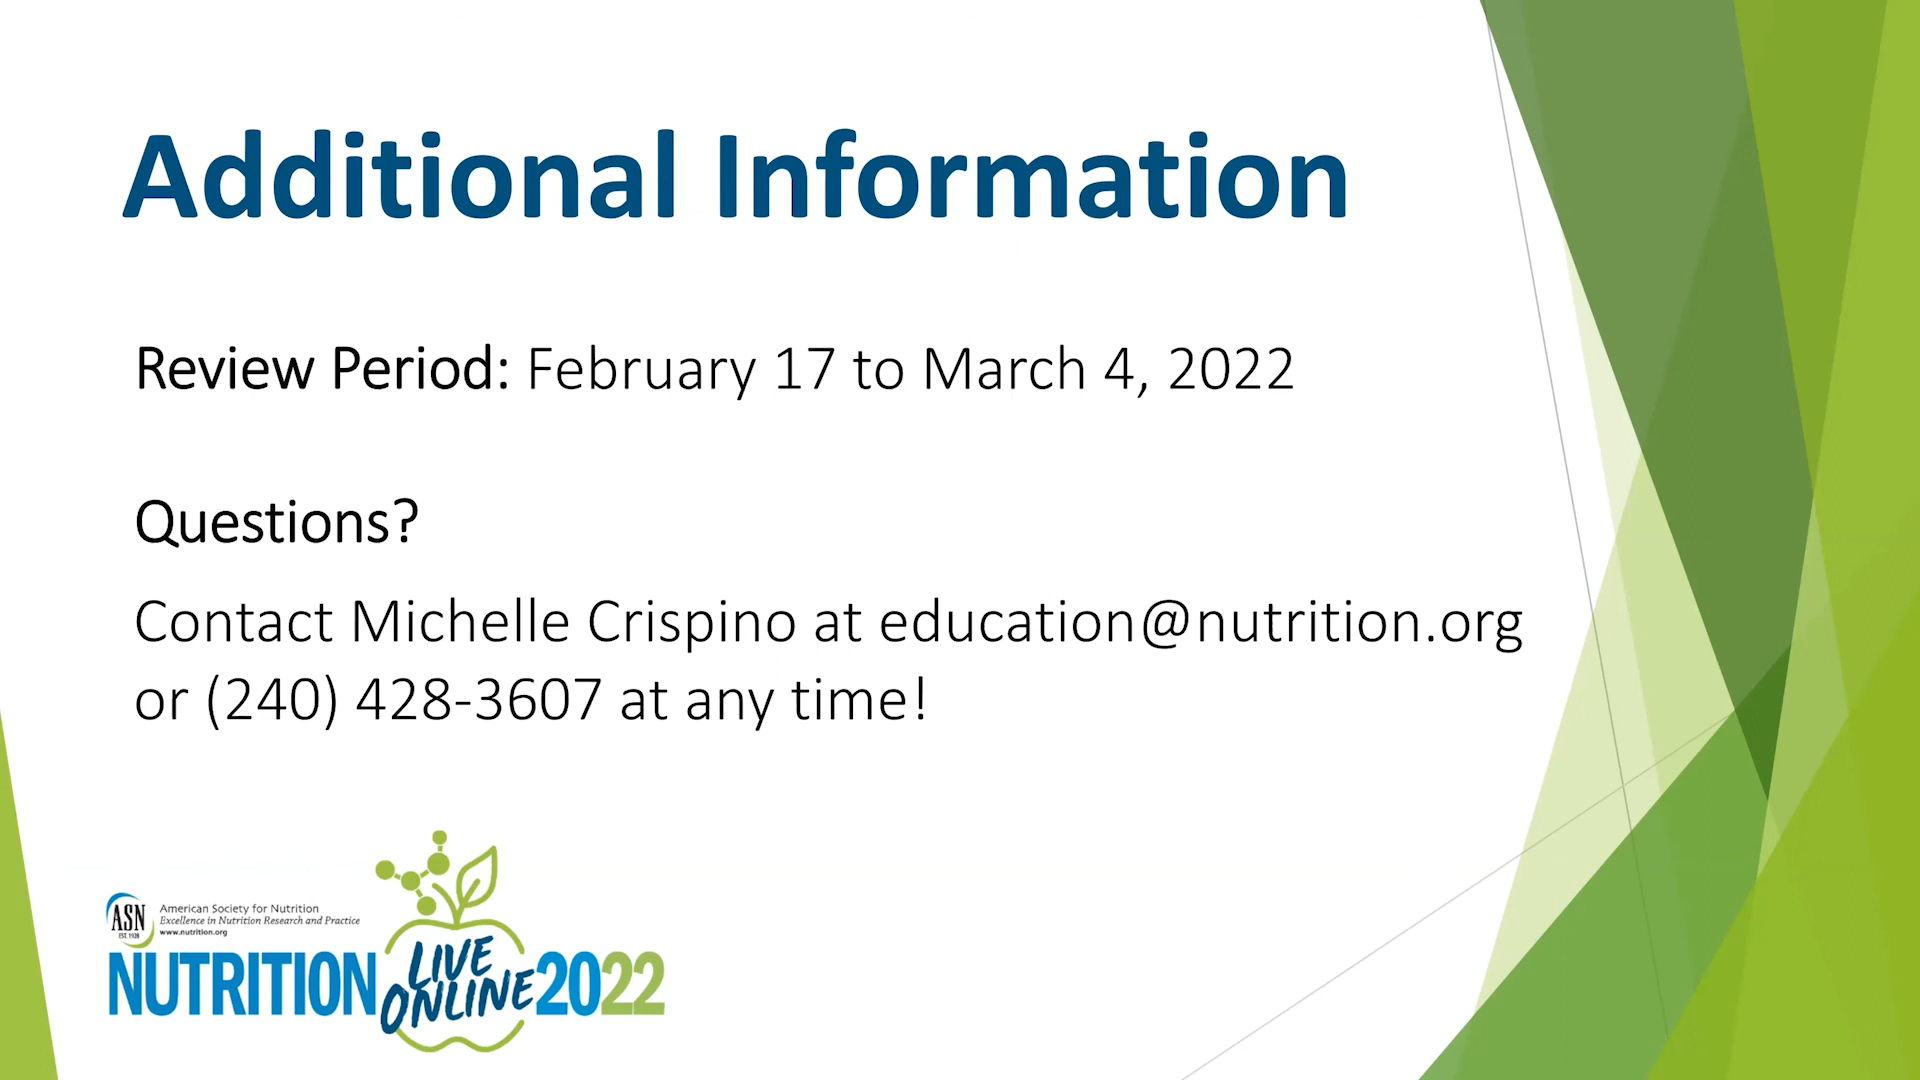 Additional Information
Review Period: February 17 to March 4, 2022
Questions?
Contact Michelle Crispino at education@nutrition.org
or (240) 428-3607 at any time!
ASN
EST. 1928
American Society for Nutrition
Excellence in Nutrition Research and Practice
www.nutrition.org
NUTRITION LIVE ONLINE 2022